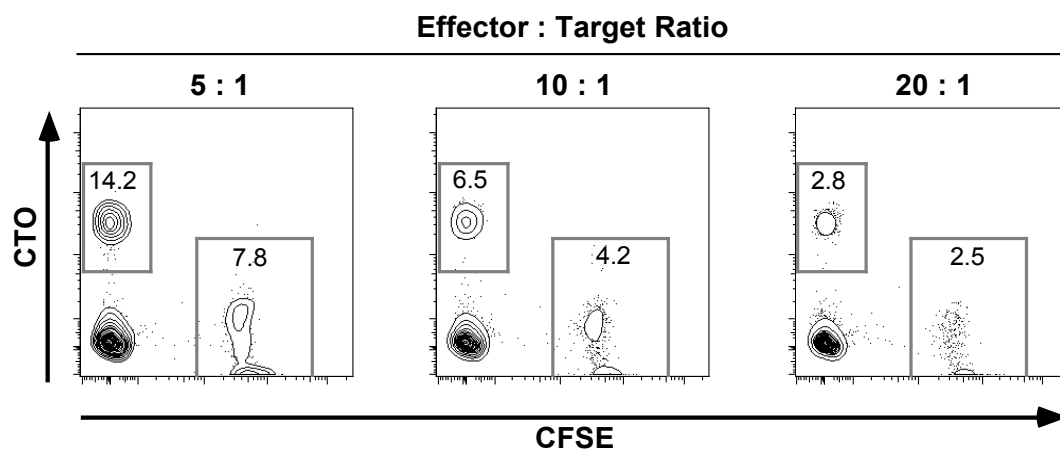 Effector : Target Ratio
5 : 1 10 : 1 20 : 1
14.2 6.5 2.8
7.8 4.2 2.5
CTO
CFSE